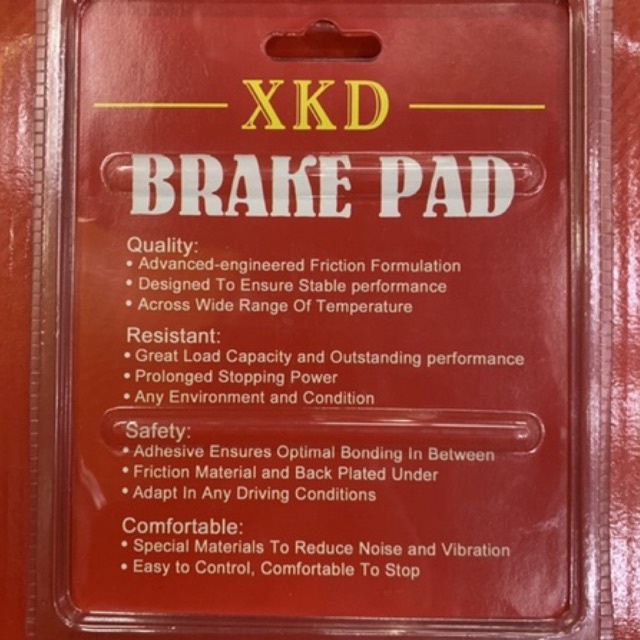 XKD
BRAKE PAD
Quality:
• Advanced-engineered Friction Formulation
• Designed To Ensure Stable performance
• Across Wide Range Of Temperature
Resistant:
• Great Load Capacity and Outstanding performance
• Prolonged Stopping Power
• Any Environment and Condition
Safety:
• Adhesive Ensures Optimal Bonding In Between
• Friction Material and Back Plated Under
• Adapt In Any Driving Conditions
Comfortable:
• Special Materials To Reduce Noise and Vibration
• Easy to Control, Comfortable To Stop